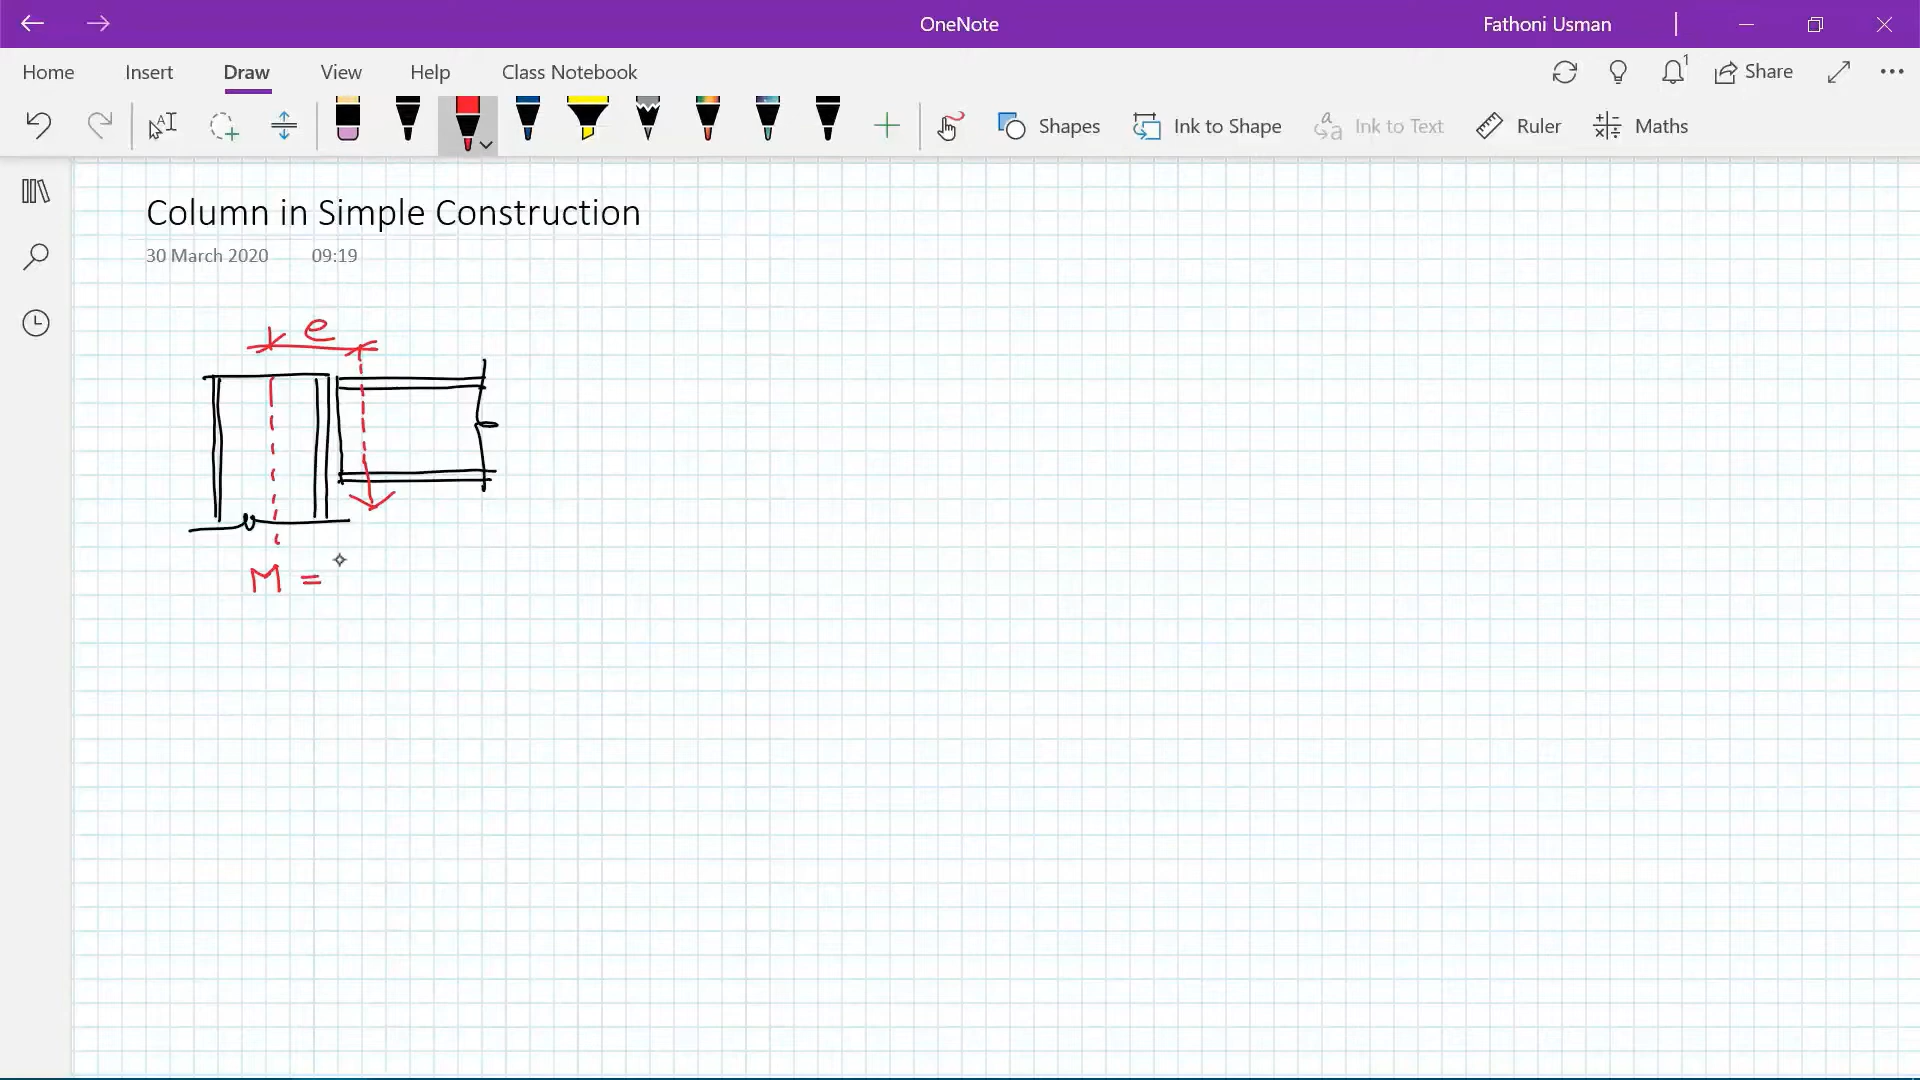 OneNote
Fathoni Usman
Home Insert Draw View Help Class Notebook
1
Share
Shapes Ink to Shape Ink to Text Ruler Maths
Column in Simple Construction
30 March 2020 09:19
e
M =